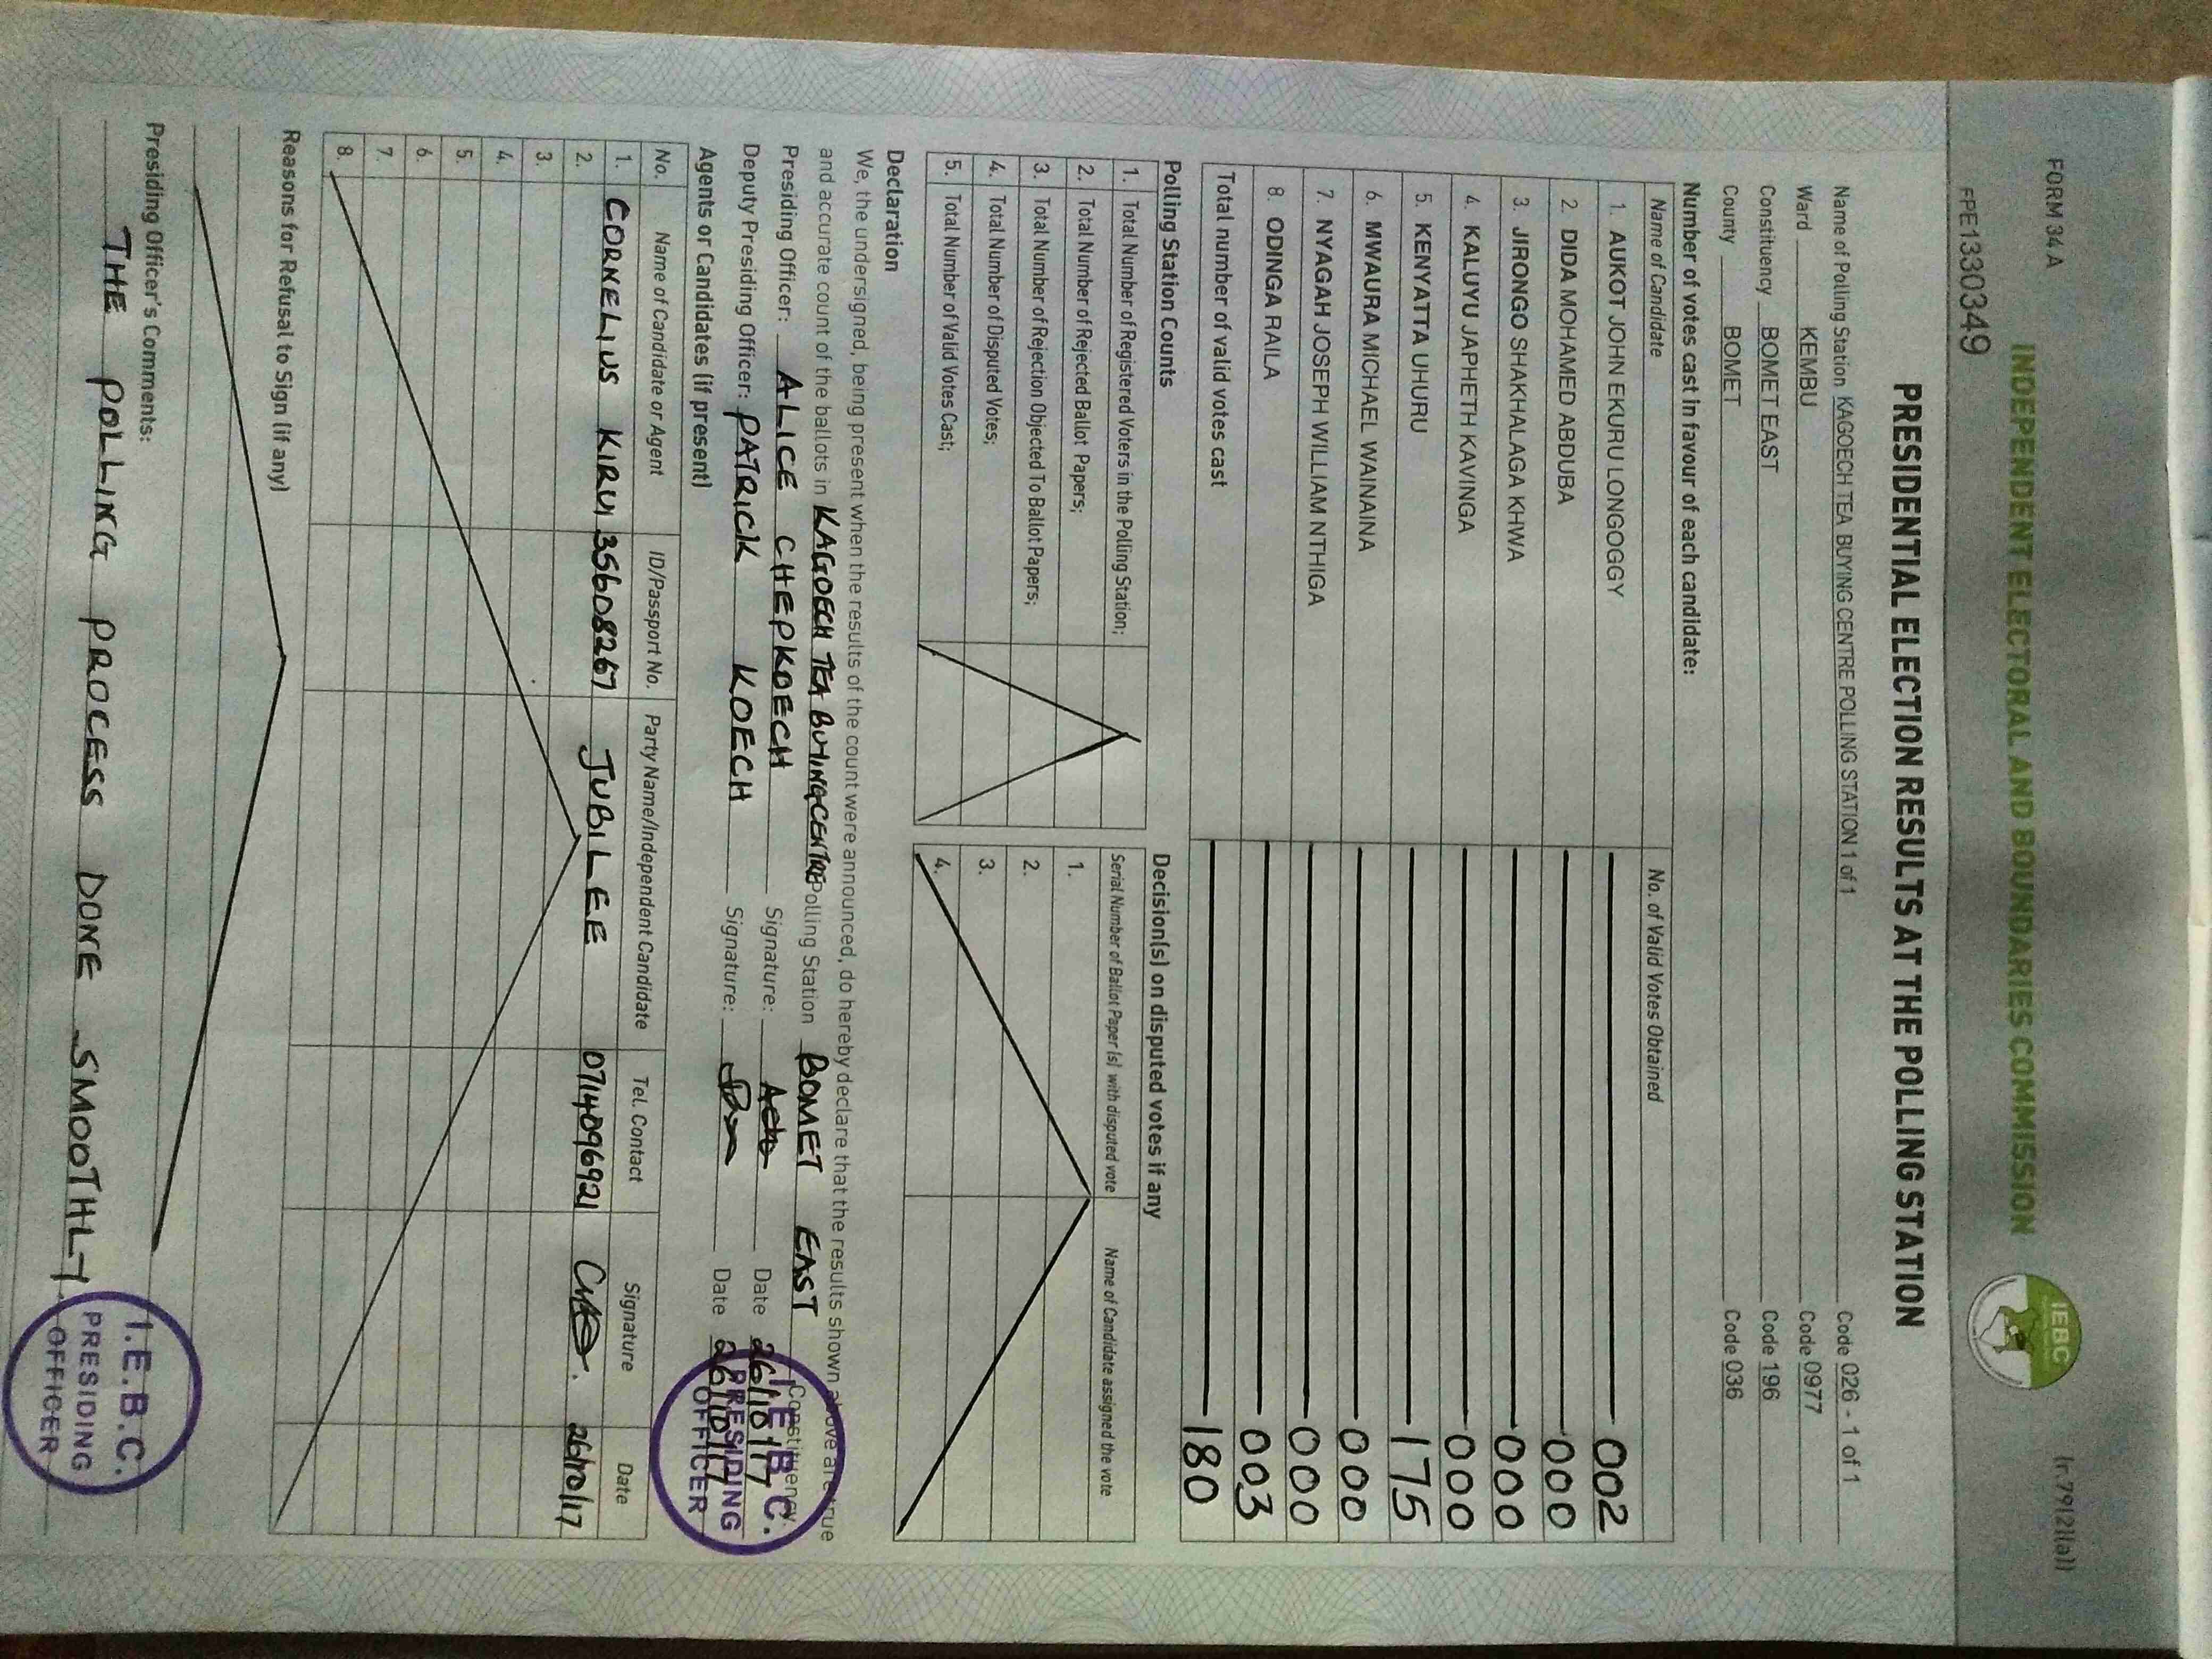 FORM 34A
(r.79(2)(a))
INDEPENDENT ELECTORAL AND BOUNDARIES COMMISSION
IEBC
EPE1330349
PRESIDENTIAL ELECTION RESULTS AT THE POLLING STATION
Name of Polling Station KAGOECH TEA BUYING CENTRE POLLING STATION 1 of 1 Code 026 - 1 of 1
Ward KEMBU Code 0977
Constituency BOMET EAST Code 196
County BOMET Code 036
Number of votes cast in favour of each candidate:
Name of Candidate No. of Valid Votes Obtained
1. AUKOT JOHN EKURU LONGOGGY 002
2. DIDA MOHAMED ABDUBA 000
3. JIRONGO SHAKHALAGA KHWA 000
4. KALUYU JAPHETH KAVINGA 000
5. KENYATTA UHURU 175
6. MWAURA MICHAEL WAINAINA 000
7. NYAGAH JOSEPH WILLIAM NTHIGA 000
8. ODINGA RAILA 003
Total number of valid votes cast 180
Polling Station Counts
1. Total Number of Registered Voters in the Polling Station;
2. Total Number of Rejected Ballot Papers;
3. Total Number of Rejection Objected To Ballot Papers;
4. Total Number of Disputed Votes;
5. Total Number of Valid Votes Cast;
Decision(s) on disputed votes if any
Serial Number of Ballot Paper (s) with disputed vote Name of Candidate assigned the vote
1.
2.
3.
4.
Declaration
We, the undersigned, being present when the results of the count were announced, do hereby declare that the results shown above are true
and accurate count of the ballots in KAGOECH TEA BUYING CENTRE Polling Station BOMET EAST Constituency.
Presiding Officer: ALICE CHEPKOECH Signature: Date 26/10/17
Deputy Presiding Officer: PATRICK KOECH Signature: Date 26/10/17
I.E.B.C.
PRESIDING
OFFICER
Agents or Candidates (if present)
No. Name of Candidate or Agent ID/Passport No. Party Name/Independent Candidate Tel. Contact Signature Date
1. CORNELIUS KIRUI 35608267 JUBILEE 0714096921 26/10/17
2.
3.
4.
5.
6.
7.
8.
Reasons for Refusal to Sign (if any)
Presiding Officer's Comments:
THE POLLING PROCESS DONE SMOOTHLY.
I.E.B.C.
PRESIDING
OFFICER